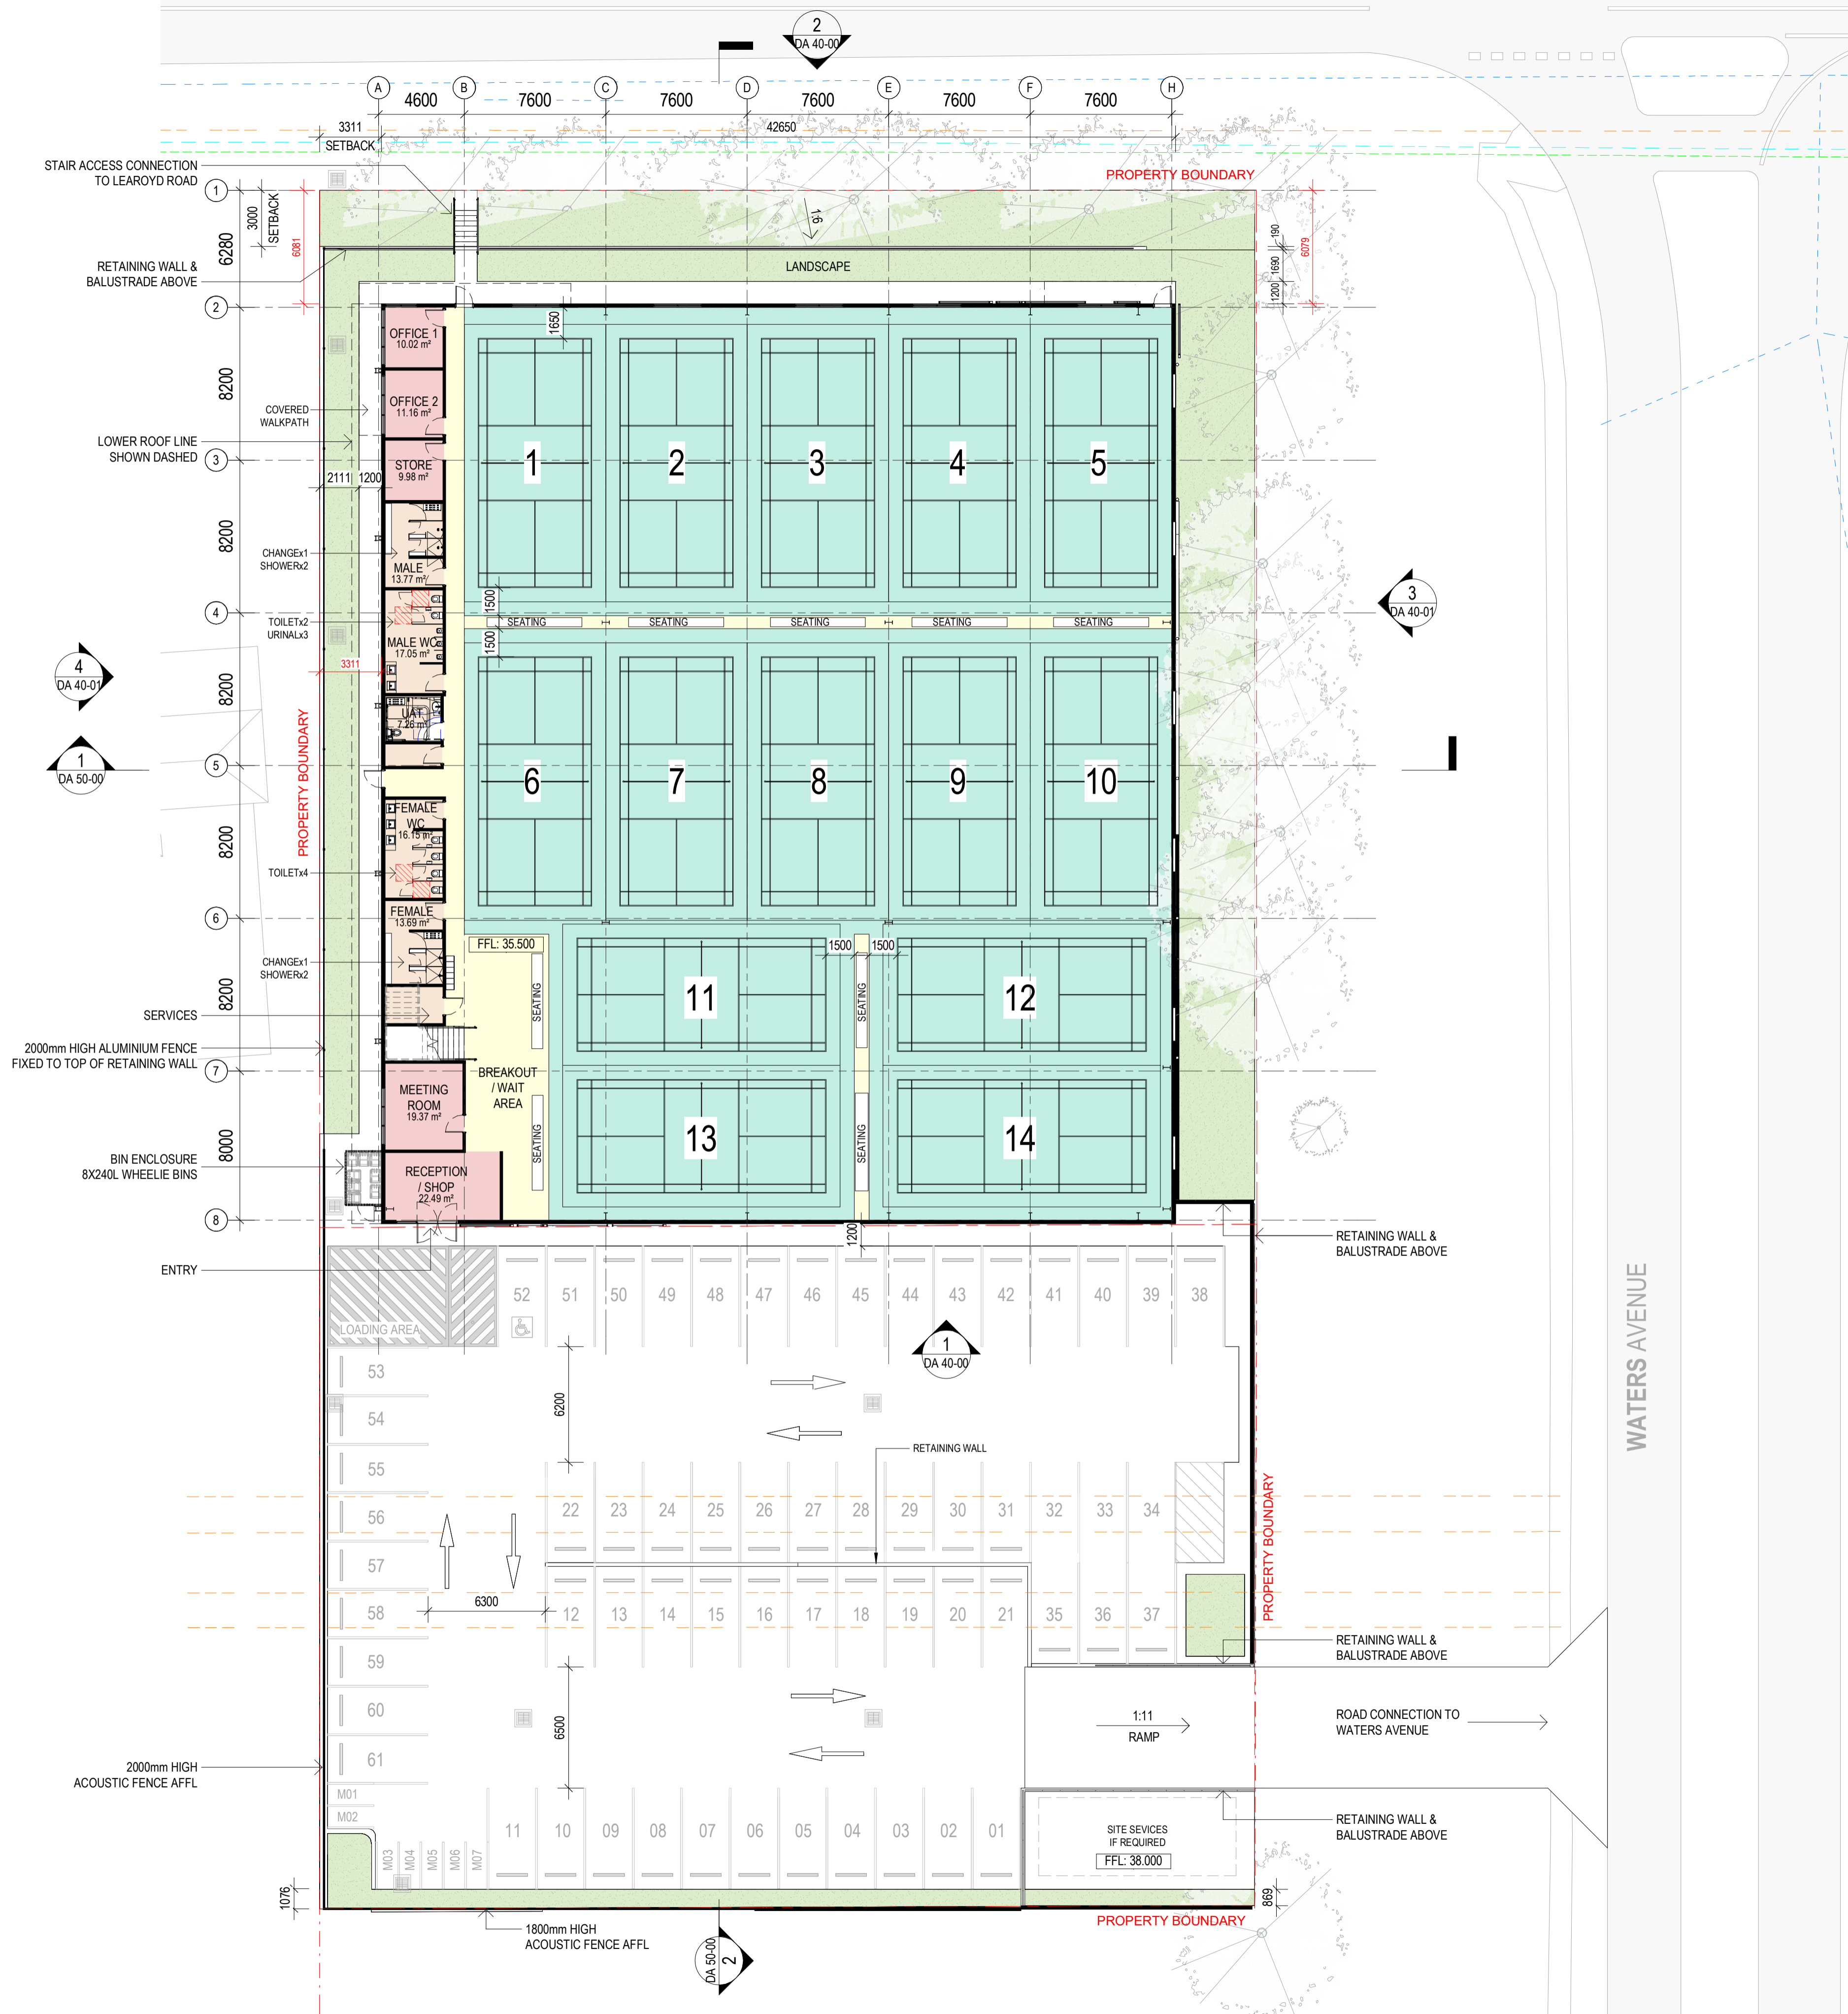 2
DA 40-00
A
B
C
D
E
F
H
4600
7600
7600
7600
7600
7600
3311
SETBACK
42650
STAIR ACCESS CONNECTION
TO LEAROYD ROAD
PROPERTY BOUNDARY
1
3000
SETBACK
6280
6081
6079
190
1690
1200
RETAINING WALL &
BALUSTRADE ABOVE
LANDSCAPE
2
1650
OFFICE 1
10.02 m²
8200
OFFICE 2
11.16 m²
COVERED
WALKPATH
LOWER ROOF LINE
SHOWN DASHED
3
STORE
9.98 m²
2111
1200
1
2
3
4
5
8200
CHANGEx1
SHOWERx2
MALE
13.77 m²
4
1500
TOILETx2
URINALx3
SEATING
SEATING
SEATING
SEATING
SEATING
1500
MALE WC
17.05 m²
3311
3
DA 40-01
4
DA 40-01
8200
UAT
7.26 m²
PROPERTY BOUNDARY
1
DA 50-00
5
6
7
8
9
10
FEMALE
WC
16.15 m²
8200
TOILETx4
6
FEMALE
13.69 m²
FFL: 35.500
1500
1500
CHANGEx1
SHOWERx2
8200
SEATING
11
SEATING
12
SERVICES
2000mm HIGH ALUMINIUM FENCE
FIXED TO TOP OF RETAINING WALL
7
BREAKOUT
/ WAIT
AREA
MEETING
ROOM
19.37 m²
8000
SEATING
13
SEATING
14
BIN ENCLOSURE
8X240L WHEELIE BINS
RECEPTION
/ SHOP
22.49 m²
8
1200
RETAINING WALL &
BALUSTRADE ABOVE
ENTRY
52
51
50
49
48
47
46
45
44
43
42
41
40
39
38
LOADING AREA
1
DA 40-00
WATERS AVENUE
53
54
6200
RETAINING WALL
55
56
22
23
24
25
26
27
28
29
30
31
32
33
34
PROPERTY BOUNDARY
57
6300
58
12
13
14
15
16
17
18
19
20
21
35
36
37
RETAINING WALL &
BALUSTRADE ABOVE
59
60
6500
1:11
RAMP
ROAD CONNECTION TO
WATERS AVENUE
61
2000mm HIGH
ACOUSTIC FENCE AFFL
M01
M02
M03
M04
M05
M06
M07
11
10
09
08
07
06
05
04
03
02
01
SITE SEVICES
IF REQUIRED
FFL: 38.000
RETAINING WALL &
BALUSTRADE ABOVE
1076
869
PROPERTY BOUNDARY
1800mm HIGH
ACOUSTIC FENCE AFFL
DA 50-00
2